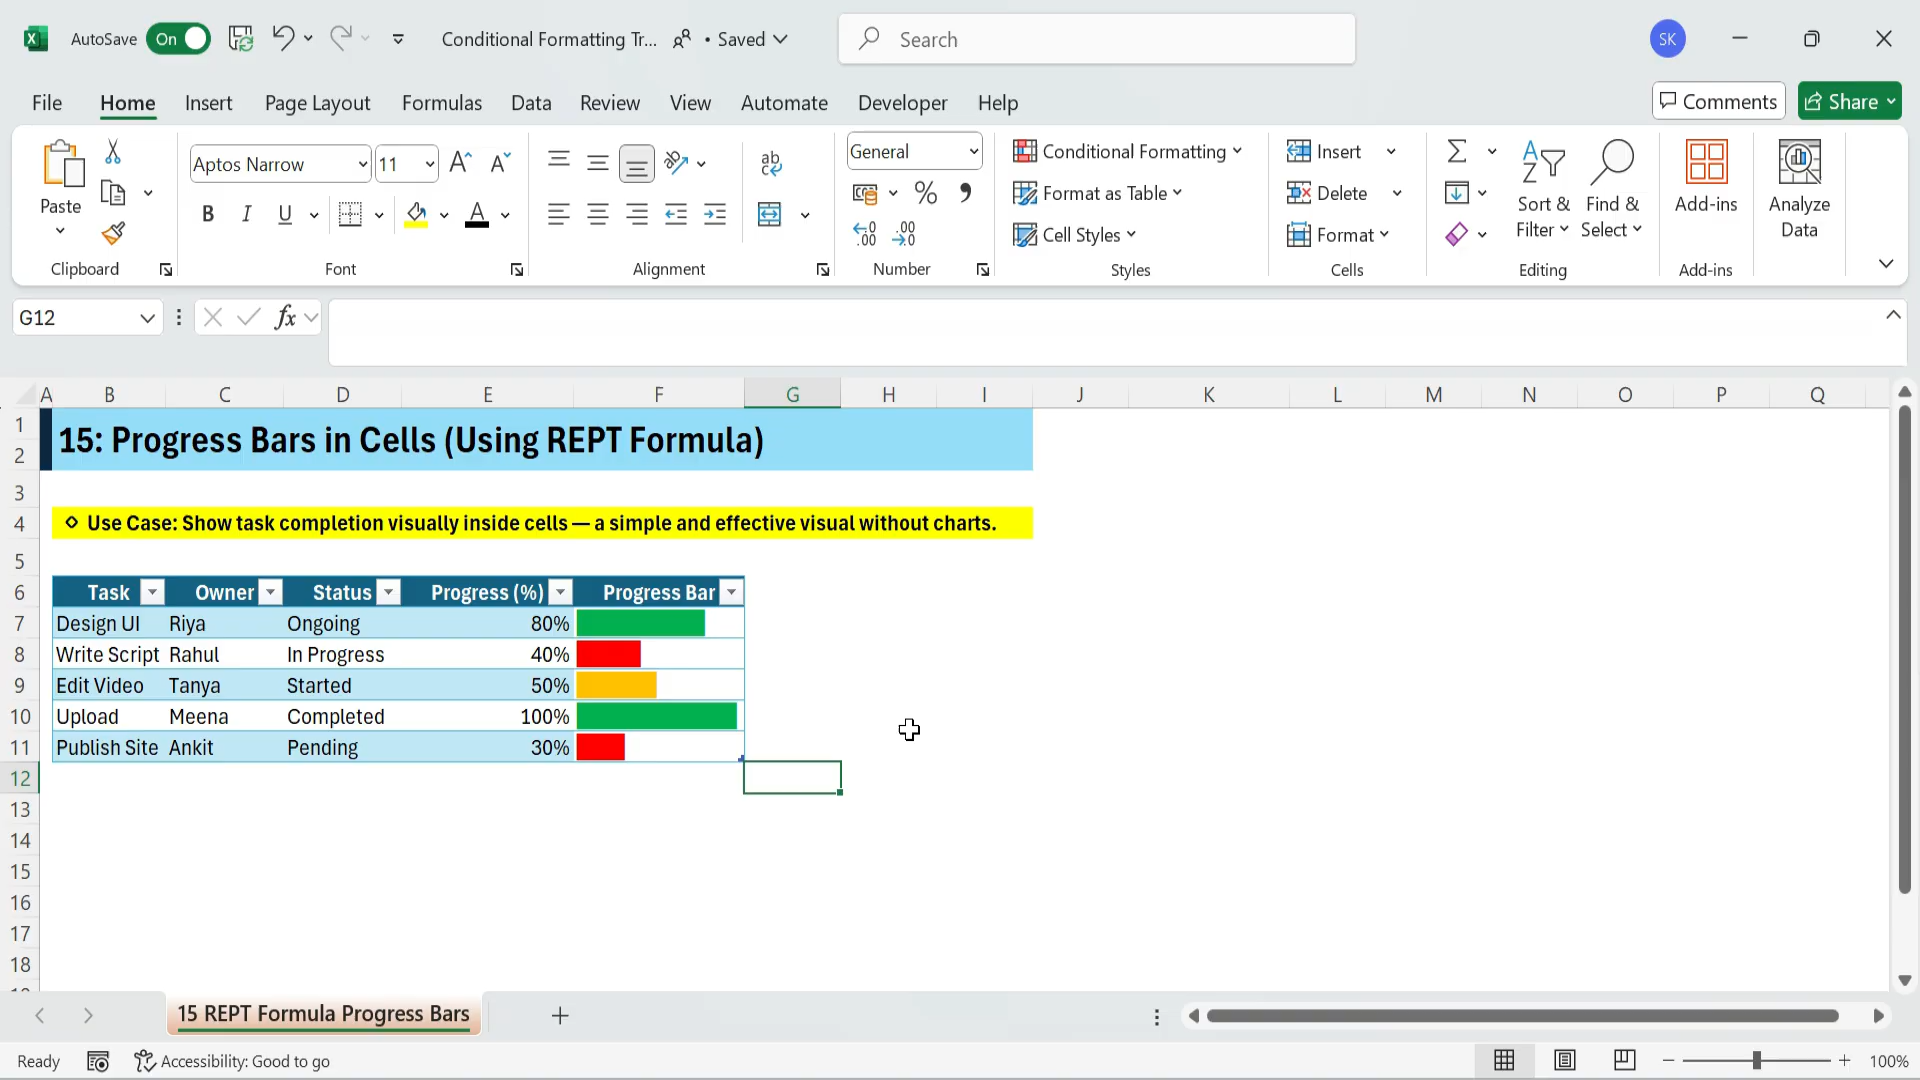 AutoSave On Conditional Formatting Tr... • Saved Search SK
File Home Insert Page Layout Formulas Data Review View Automate Developer Help Comments Share
Paste
Clipboard
Aptos Narrow 11
B I U A
Font
ab
Alignment
General
% ,
.00 .00
Number
Conditional Formatting
Format as Table
Cell Styles
Styles
Insert
Delete
Format
Cells
Sort & Filter
Find & Select
Editing
Add-ins
Add-ins
Analyze Data
G12 fx
A B C D E F G H I J K L M N O P Q
1 15: Progress Bars in Cells (Using REPT Formula)
2
3
4 Use Case: Show task completion visually inside cells — a simple and effective visual without charts.
5
6 Task Owner Status Progress (%) Progress Bar
7 Design UI Riya Ongoing 80%
8 Write Script Rahul In Progress 40%
9 Edit Video Tanya Started 50%
10 Upload Meena Completed 100%
11 Publish Site Ankit Pending 30%
12
13
14
15
16
17
18
15 REPT Formula Progress Bars
Ready Accessibility: Good to go 100%